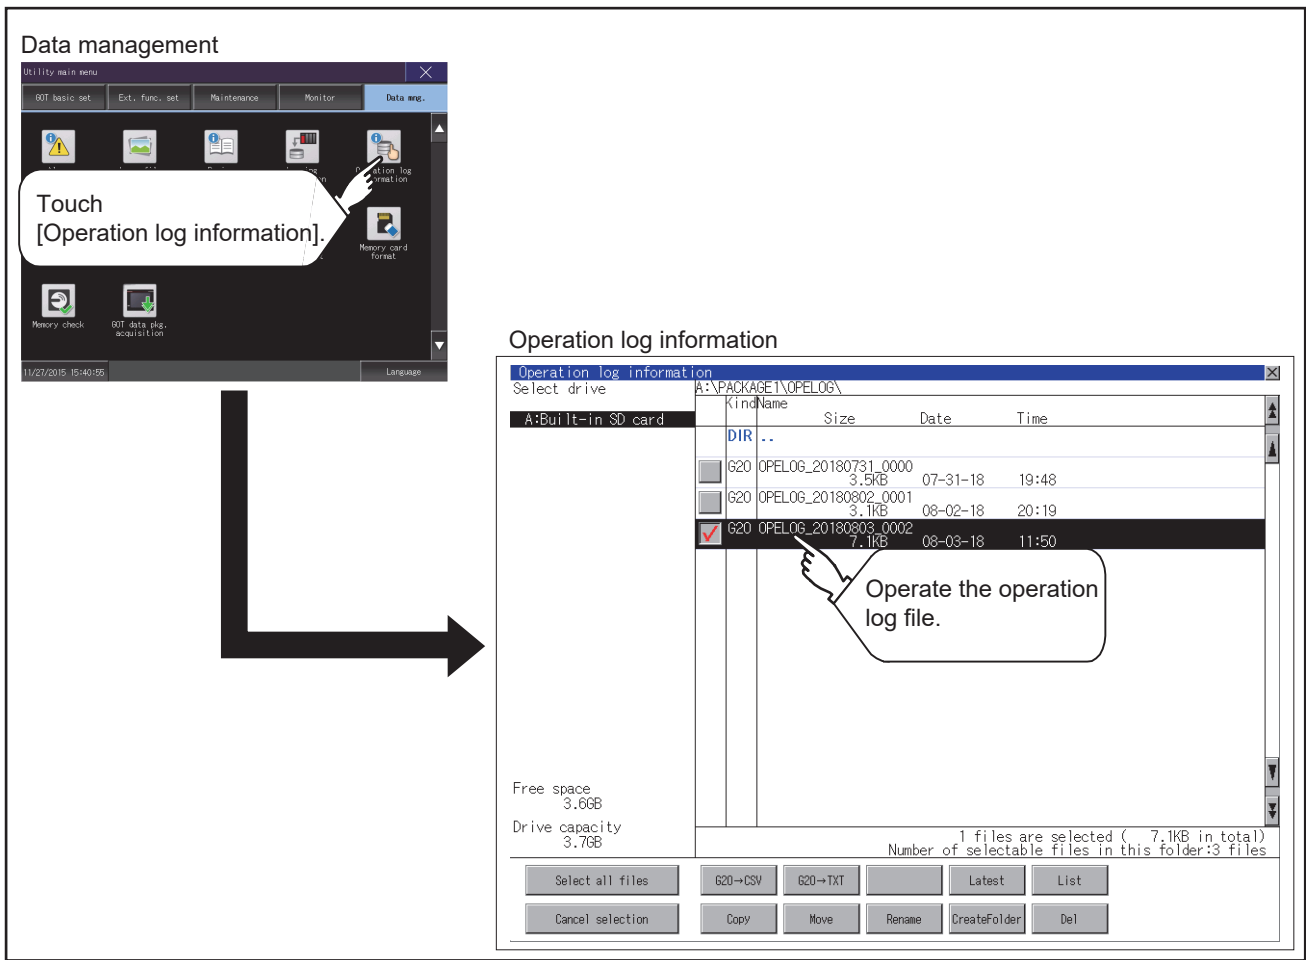 Data management
Utility main menu
GOT basic set
Ext. func. set
Maintenance
Monitor
Data mng.
Touch
[Operation log information].
Memory card
format
Memory check
GOT data pkg.
acquisition
11/27/2015 15:40:55
Language
Operation log information
Operation log information
Select drive
A:\PACKAGE1\OPELOG\
A:Built-in SD card
Kind Name
Size Date Time
DIR ..
G20 OPELOG_20180731_0000
3.5KB 07-31-18 19:48
G20 OPELOG_20180802_0001
3.1KB 08-02-18 20:19
G20 OPELOG_20180803_0002
7.1KB 08-03-18 11:50
Operate the operation
log file.
Free space
3.6GB
Drive capacity
3.7GB
1 files are selected ( 7.1KB in total)
Number of selectable files in this folder:3 files
Select all files
G20→CSV
G20→TXT
Latest
List
Cancel selection
Copy
Move
Rename
CreateFolder
Del